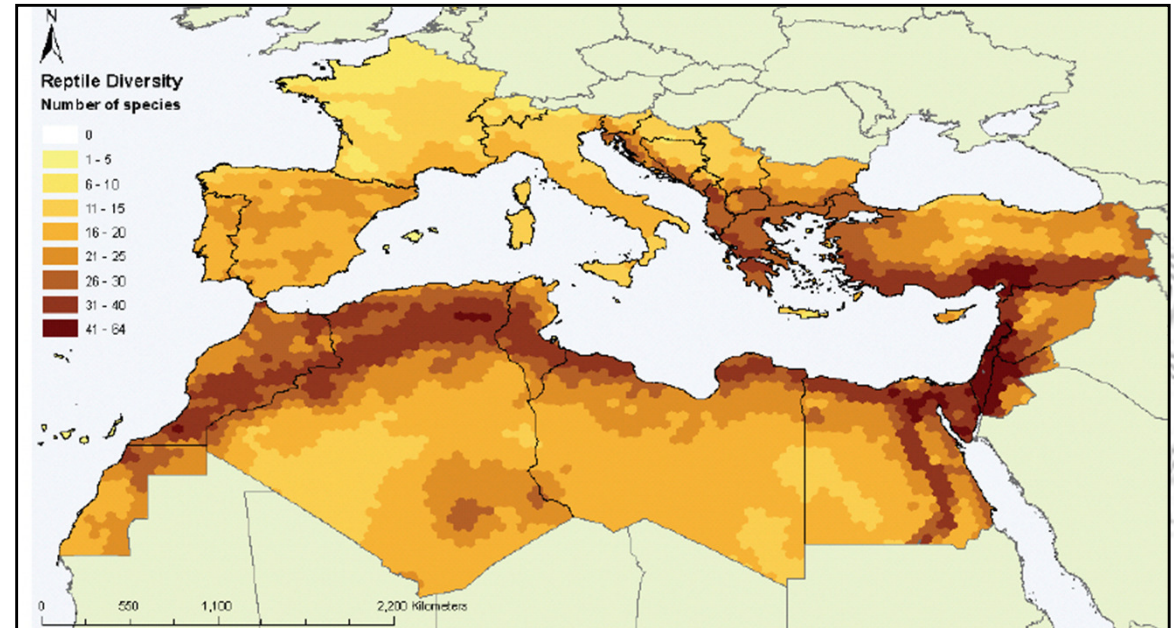 N
Reptile Diversity
Number of species
0
1 - 5
6 - 10
11 - 15
16 - 20
21 - 25
26 - 30
31 - 40
41 - 64
0 550 1,100 2,200 Kilometers